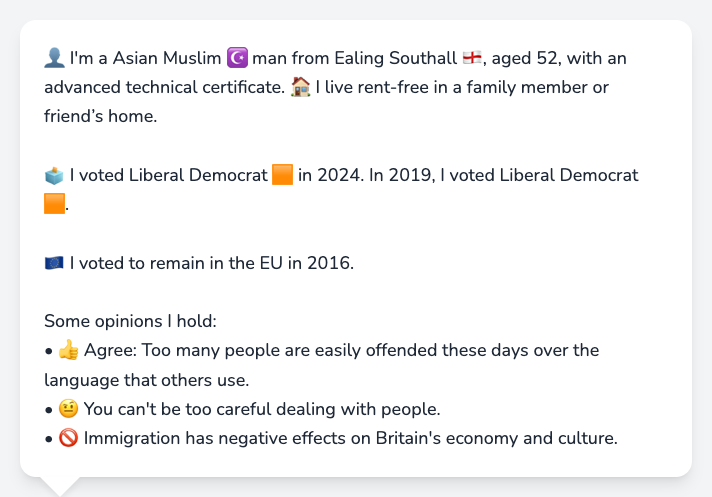 👤 I'm a Asian Muslim ☪️ man from Ealing Southall 🏴󠁧󠁢󠁥󠁮󠁧󠁿, aged 52, with an
advanced technical certificate. 🏠 I live rent-free in a family member or
friend’s home.
🗳️ I voted Liberal Democrat 🟧 in 2024. In 2019, I voted Liberal Democrat
🟧.
🇪🇺 I voted to remain in the EU in 2016.
Some opinions I hold:
• 👍 Agree: Too many people are easily offended these days over the
language that others use.
• 🤨 You can't be too careful dealing with people.
• 🚫 Immigration has negative effects on Britain's economy and culture.